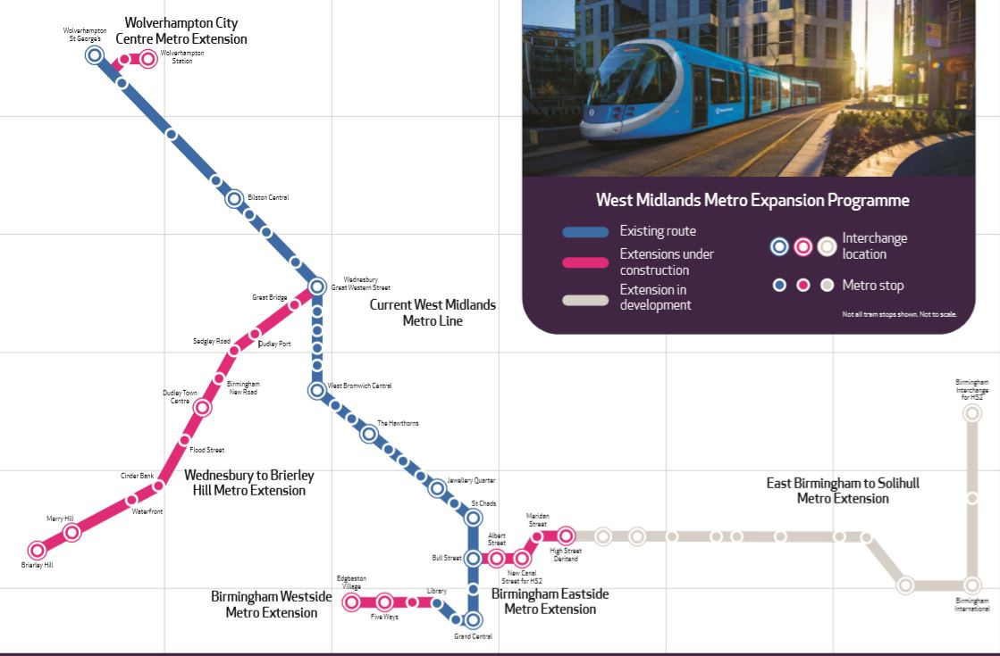 Wolverhampton
St George's
Wolverhampton City
Centre Metro Extension
Wolverhampton
Station
Bilston Central
Wednesbury
Great Western Street
Great Bridge
Current West Midlands
Metro Line
Sedgley Road
Dudley Port
Birmingham
New Road
Dudley Town
Centre
West Bromwich Central
The Hawthorns
Flood Street
Cinder Bank
Wednesbury to Brierley
Hill Metro Extension
Waterfront
Merry Hill
Brierley Hill
Jewellery Quarter
St Chads
Albert
Street
Meridan
Street
Bull Street
High Street
Deritend
New Canal
Street for HS2
Edgbaston
Village
Birmingham Westside
Metro Extension
Five Ways
Library
Grand Central
Birmingham Eastside
Metro Extension
West Midlands Metro Expansion Programme
Existing route
Extensions under
construction
Extension in
development
Interchange
location
Metro stop
Not all tram stops shown. Not to scale.
Birmingham
Interchange
for HS2
East Birmingham to Solihull
Metro Extension
Birmingham
International